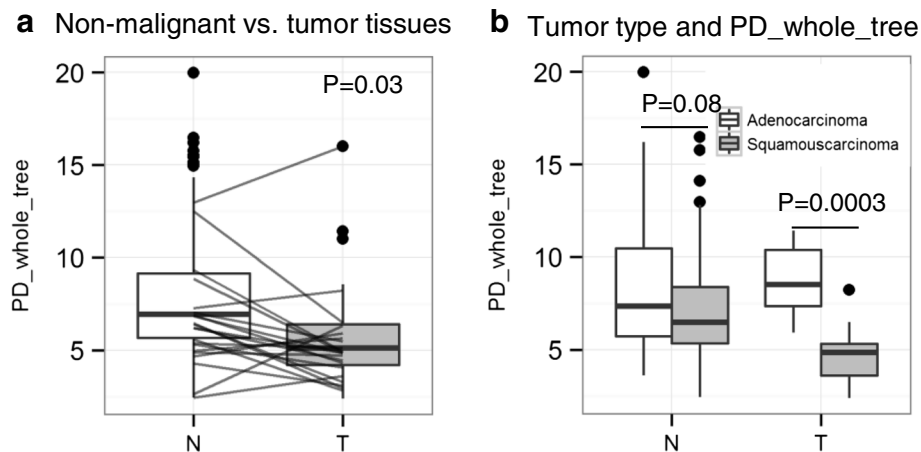 a Non-malignant vs. tumor tissues
PD_whole_tree
20
15
10
5
P=0.03
N T
b Tumor type and PD_whole_tree
PD_whole_tree
20
15
10
5
P=0.08
Adenocarcinoma
Squamouscarcinoma
P=0.0003
N T